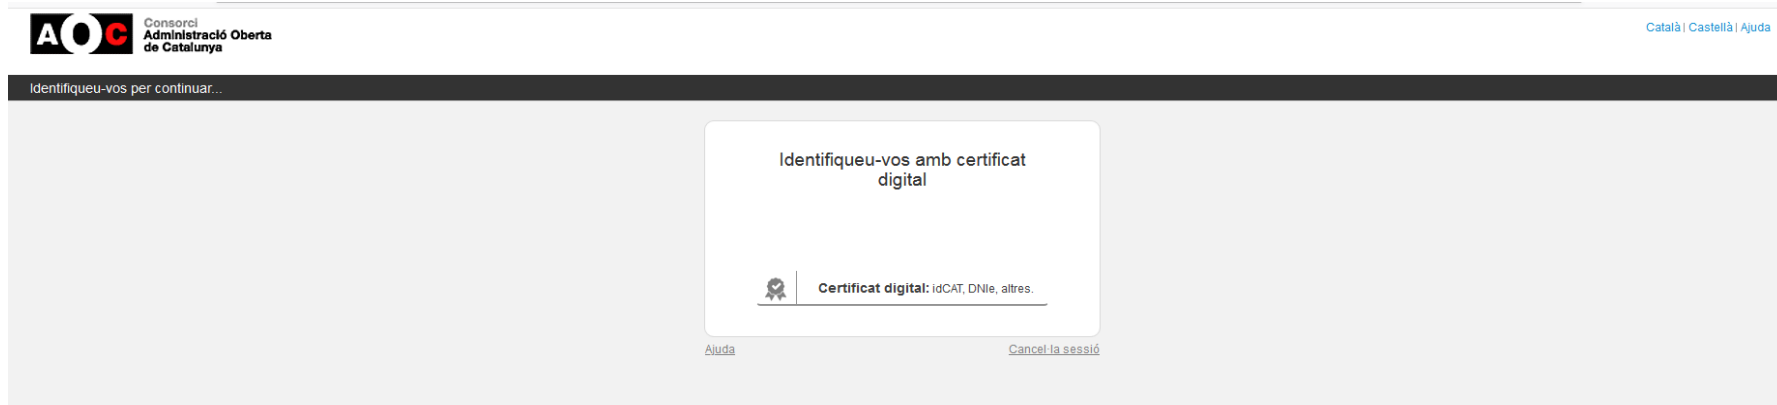 AOC
Consorci
Administració Oberta
de Catalunya
Català | Castellà | Ajuda
Identifiqueu-vos per continuar...
Identifiqueu-vos amb certificat
digital
Certificat digital: idCAT, DNIe, altres.
Ajuda
Cancel·la sessió